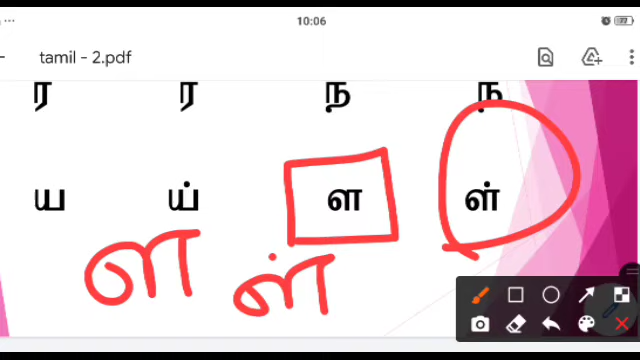 10:06
tamil - 2.pdf
ய ய் ள ள்
ள ள்